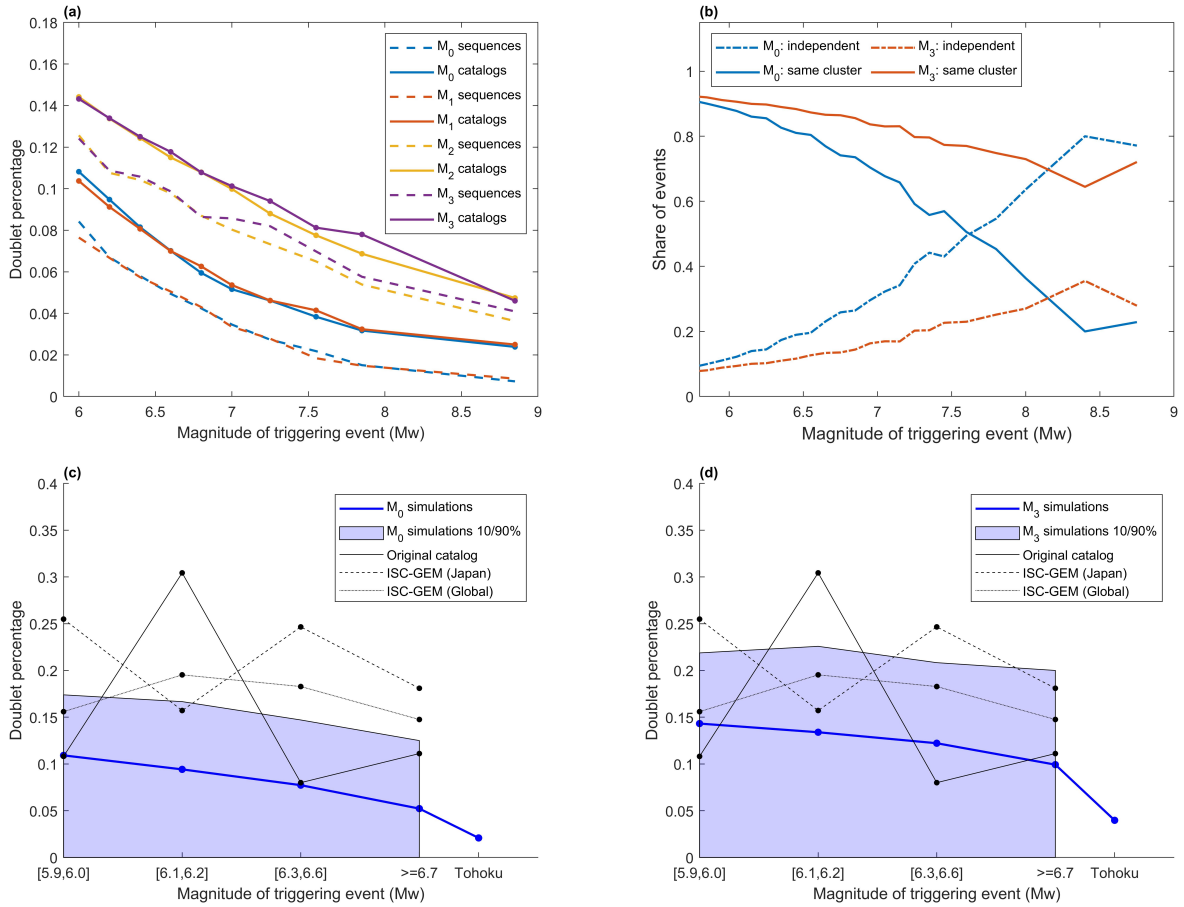 (a)
0.18
0.16
0.14
0.12
0.1
0.08
0.06
0.04
0.02
0
Doublet percentage
6
6.5
7
7.5
8
8.5
9
Magnitude of triggering event (Mw)
M0 sequences
M0 catalogs
M1 sequences
M1 catalogs
M2 sequences
M2 catalogs
M3 sequences
M3 catalogs
(b)
1
0.8
0.6
0.4
0.2
0
Share of events
6
6.5
7
7.5
8
8.5
9
Magnitude of triggering event (Mw)
M0: independent
M0: same cluster
M3: independent
M3: same cluster
(c)
0.4
0.35
0.3
0.25
0.2
0.15
0.1
0.05
0
Doublet percentage
[5.9,6.0]
[6.1,6.2]
[6.3,6.6]
>=6.7
Tohoku
Magnitude of triggering event (Mw)
M0 simulations
M0 simulations 10/90%
Original catalog
ISC-GEM (Japan)
ISC-GEM (Global)
(d)
0.4
0.35
0.3
0.25
0.2
0.15
0.1
0.05
0
Doublet percentage
[5.9,6.0]
[6.1,6.2]
[6.3,6.6]
>=6.7
Tohoku
Magnitude of triggering event (Mw)
M3 simulations
M3 simulations 10/90%
Original catalog
ISC-GEM (Japan)
ISC-GEM (Global)